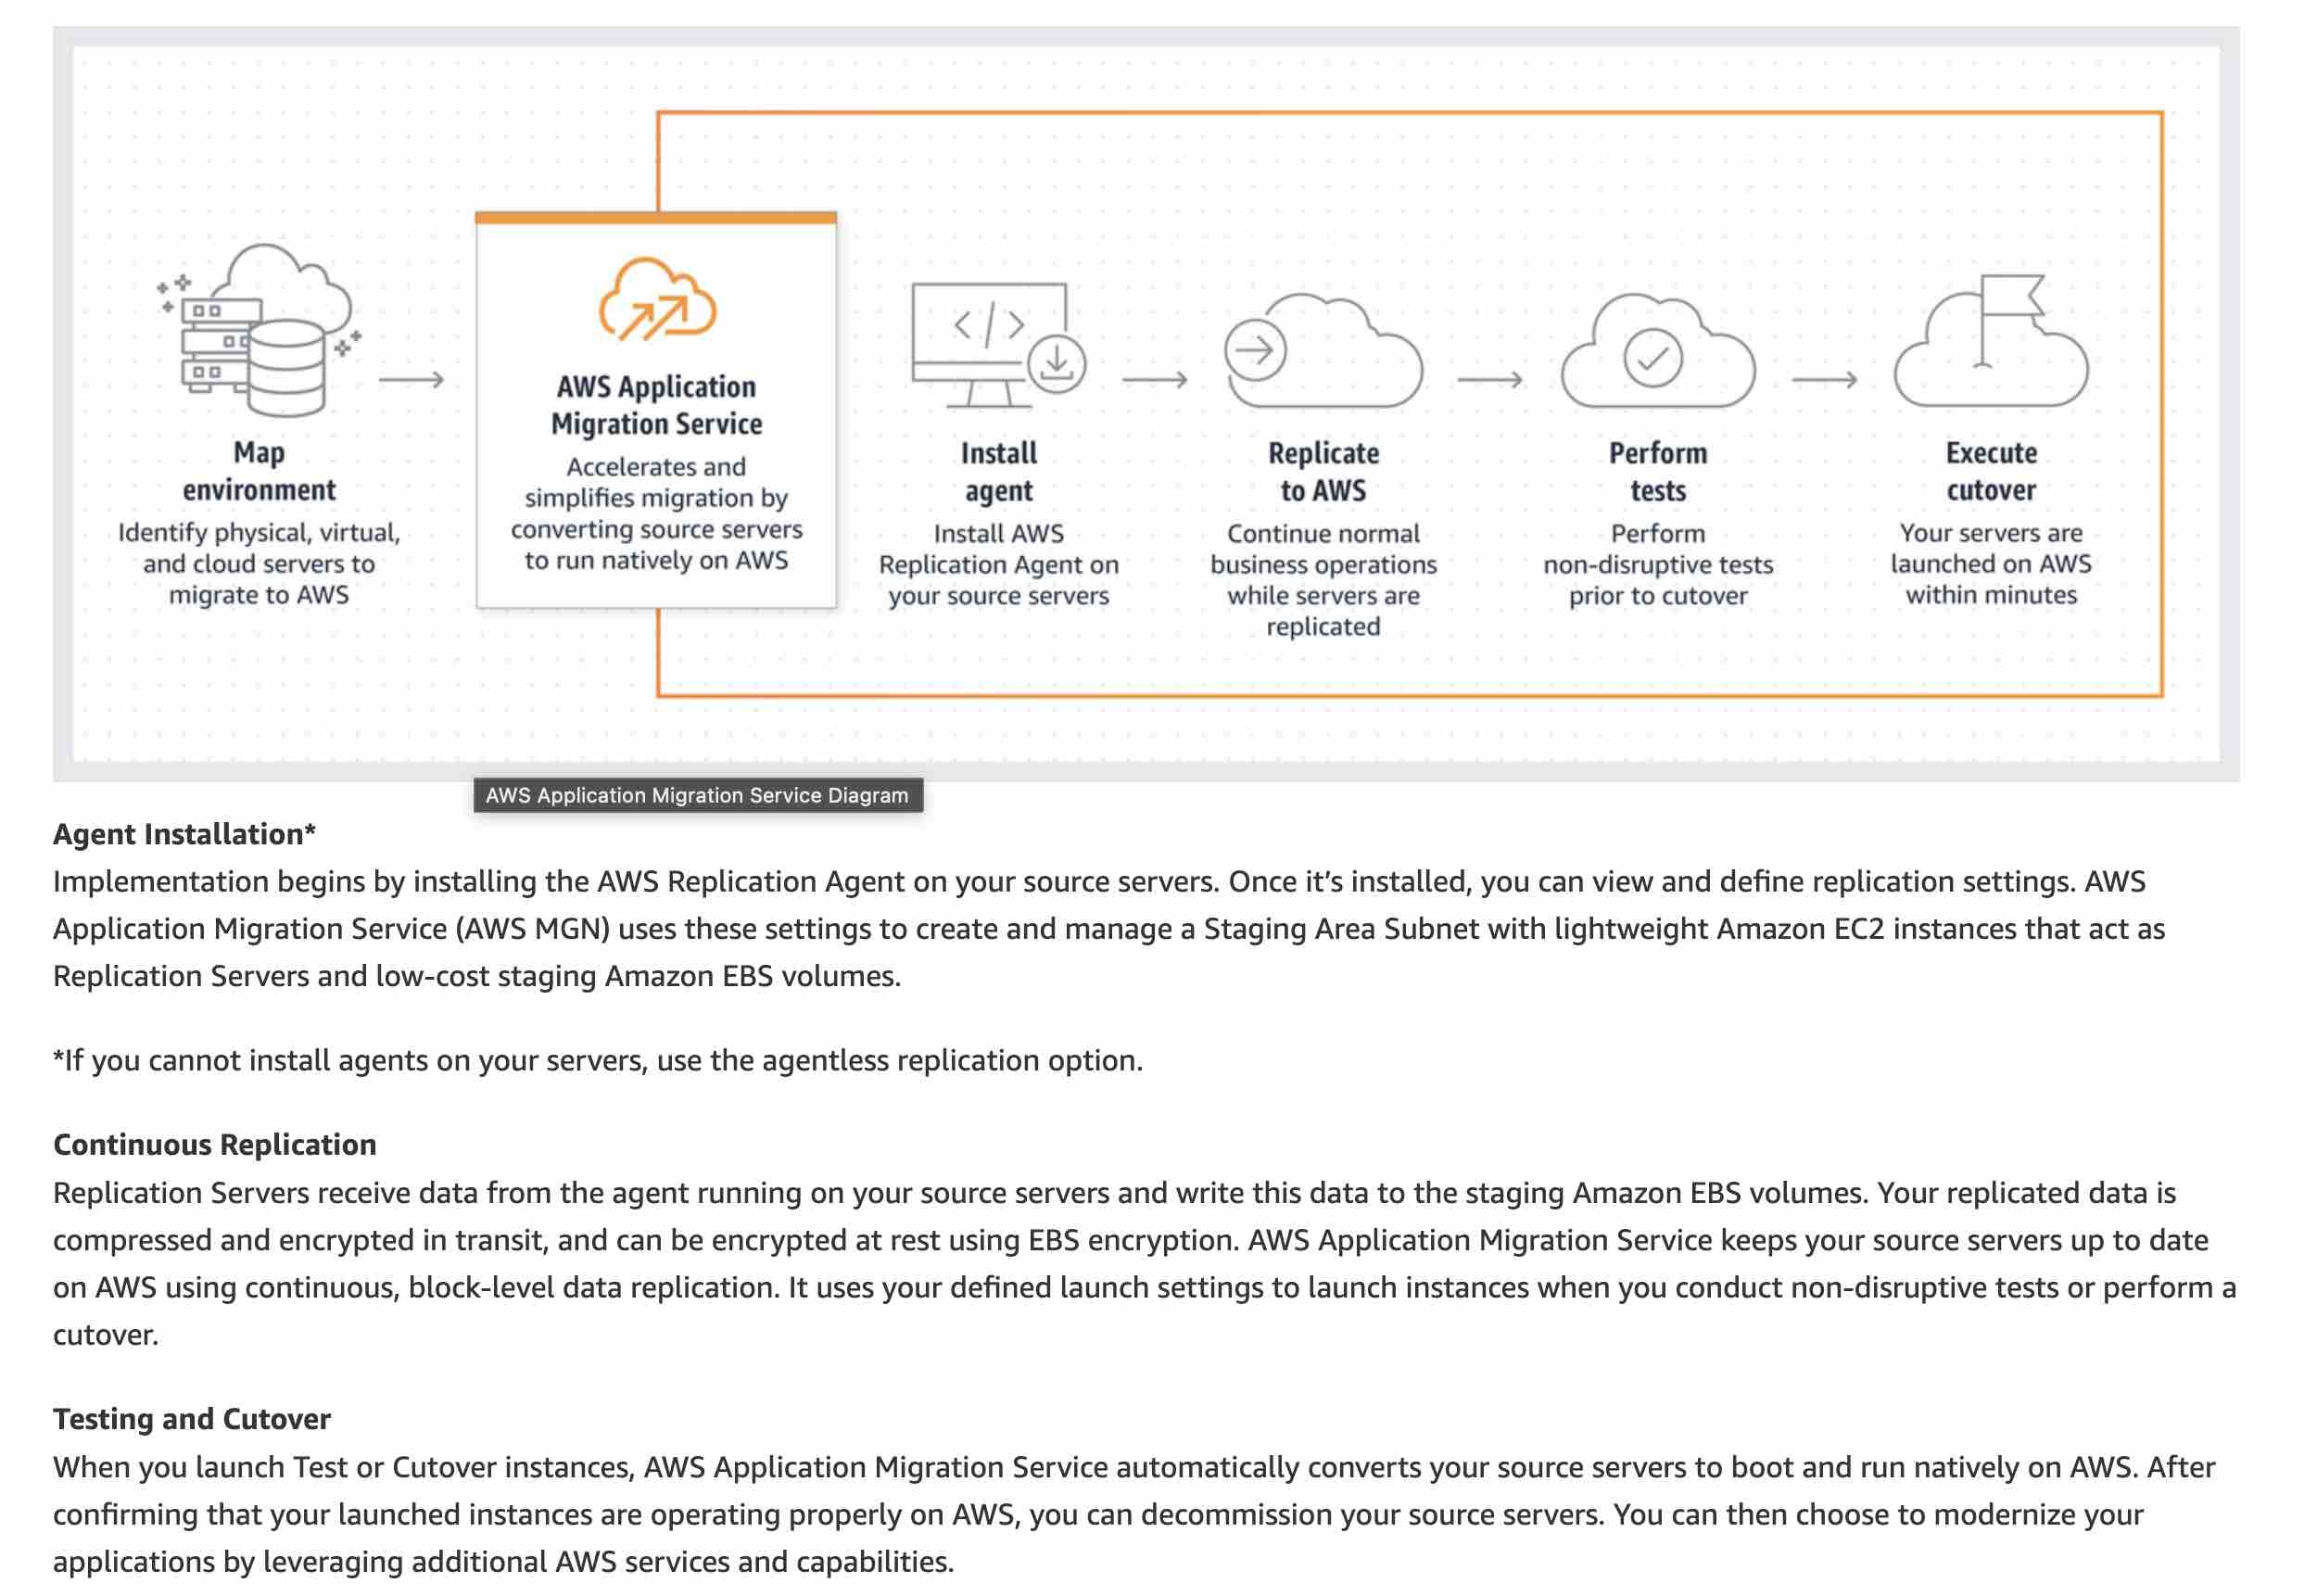 Map
environment
Identify physical, virtual,
and cloud servers to
migrate to AWS
AWS Application
Migration Service
Accelerates and
simplifies migration by
converting source servers
to run natively on AWS
</>
Install
agent
Install AWS
Replication Agent on
your source servers
Replicate
to AWS
Continue normal
business operations
while servers are
replicated
Perform
tests
Perform
non-disruptive tests
prior to cutover
Execute
cutover
Your servers are
launched on AWS
within minutes
AWS Application Migration Service Diagram
Agent Installation*
Implementation begins by installing the AWS Replication Agent on your source servers. Once it’s installed, you can view and define replication settings. AWS
Application Migration Service (AWS MGN) uses these settings to create and manage a Staging Area Subnet with lightweight Amazon EC2 instances that act as
Replication Servers and low-cost staging Amazon EBS volumes.
*If you cannot install agents on your servers, use the agentless replication option.
Continuous Replication
Replication Servers receive data from the agent running on your source servers and write this data to the staging Amazon EBS volumes. Your replicated data is
compressed and encrypted in transit, and can be encrypted at rest using EBS encryption. AWS Application Migration Service keeps your source servers up to date
on AWS using continuous, block-level data replication. It uses your defined launch settings to launch instances when you conduct non-disruptive tests or perform a
cutover.
Testing and Cutover
When you launch Test or Cutover instances, AWS Application Migration Service automatically converts your source servers to boot and run natively on AWS. After
confirming that your launched instances are operating properly on AWS, you can decommission your source servers. You can then choose to modernize your
applications by leveraging additional AWS services and capabilities.